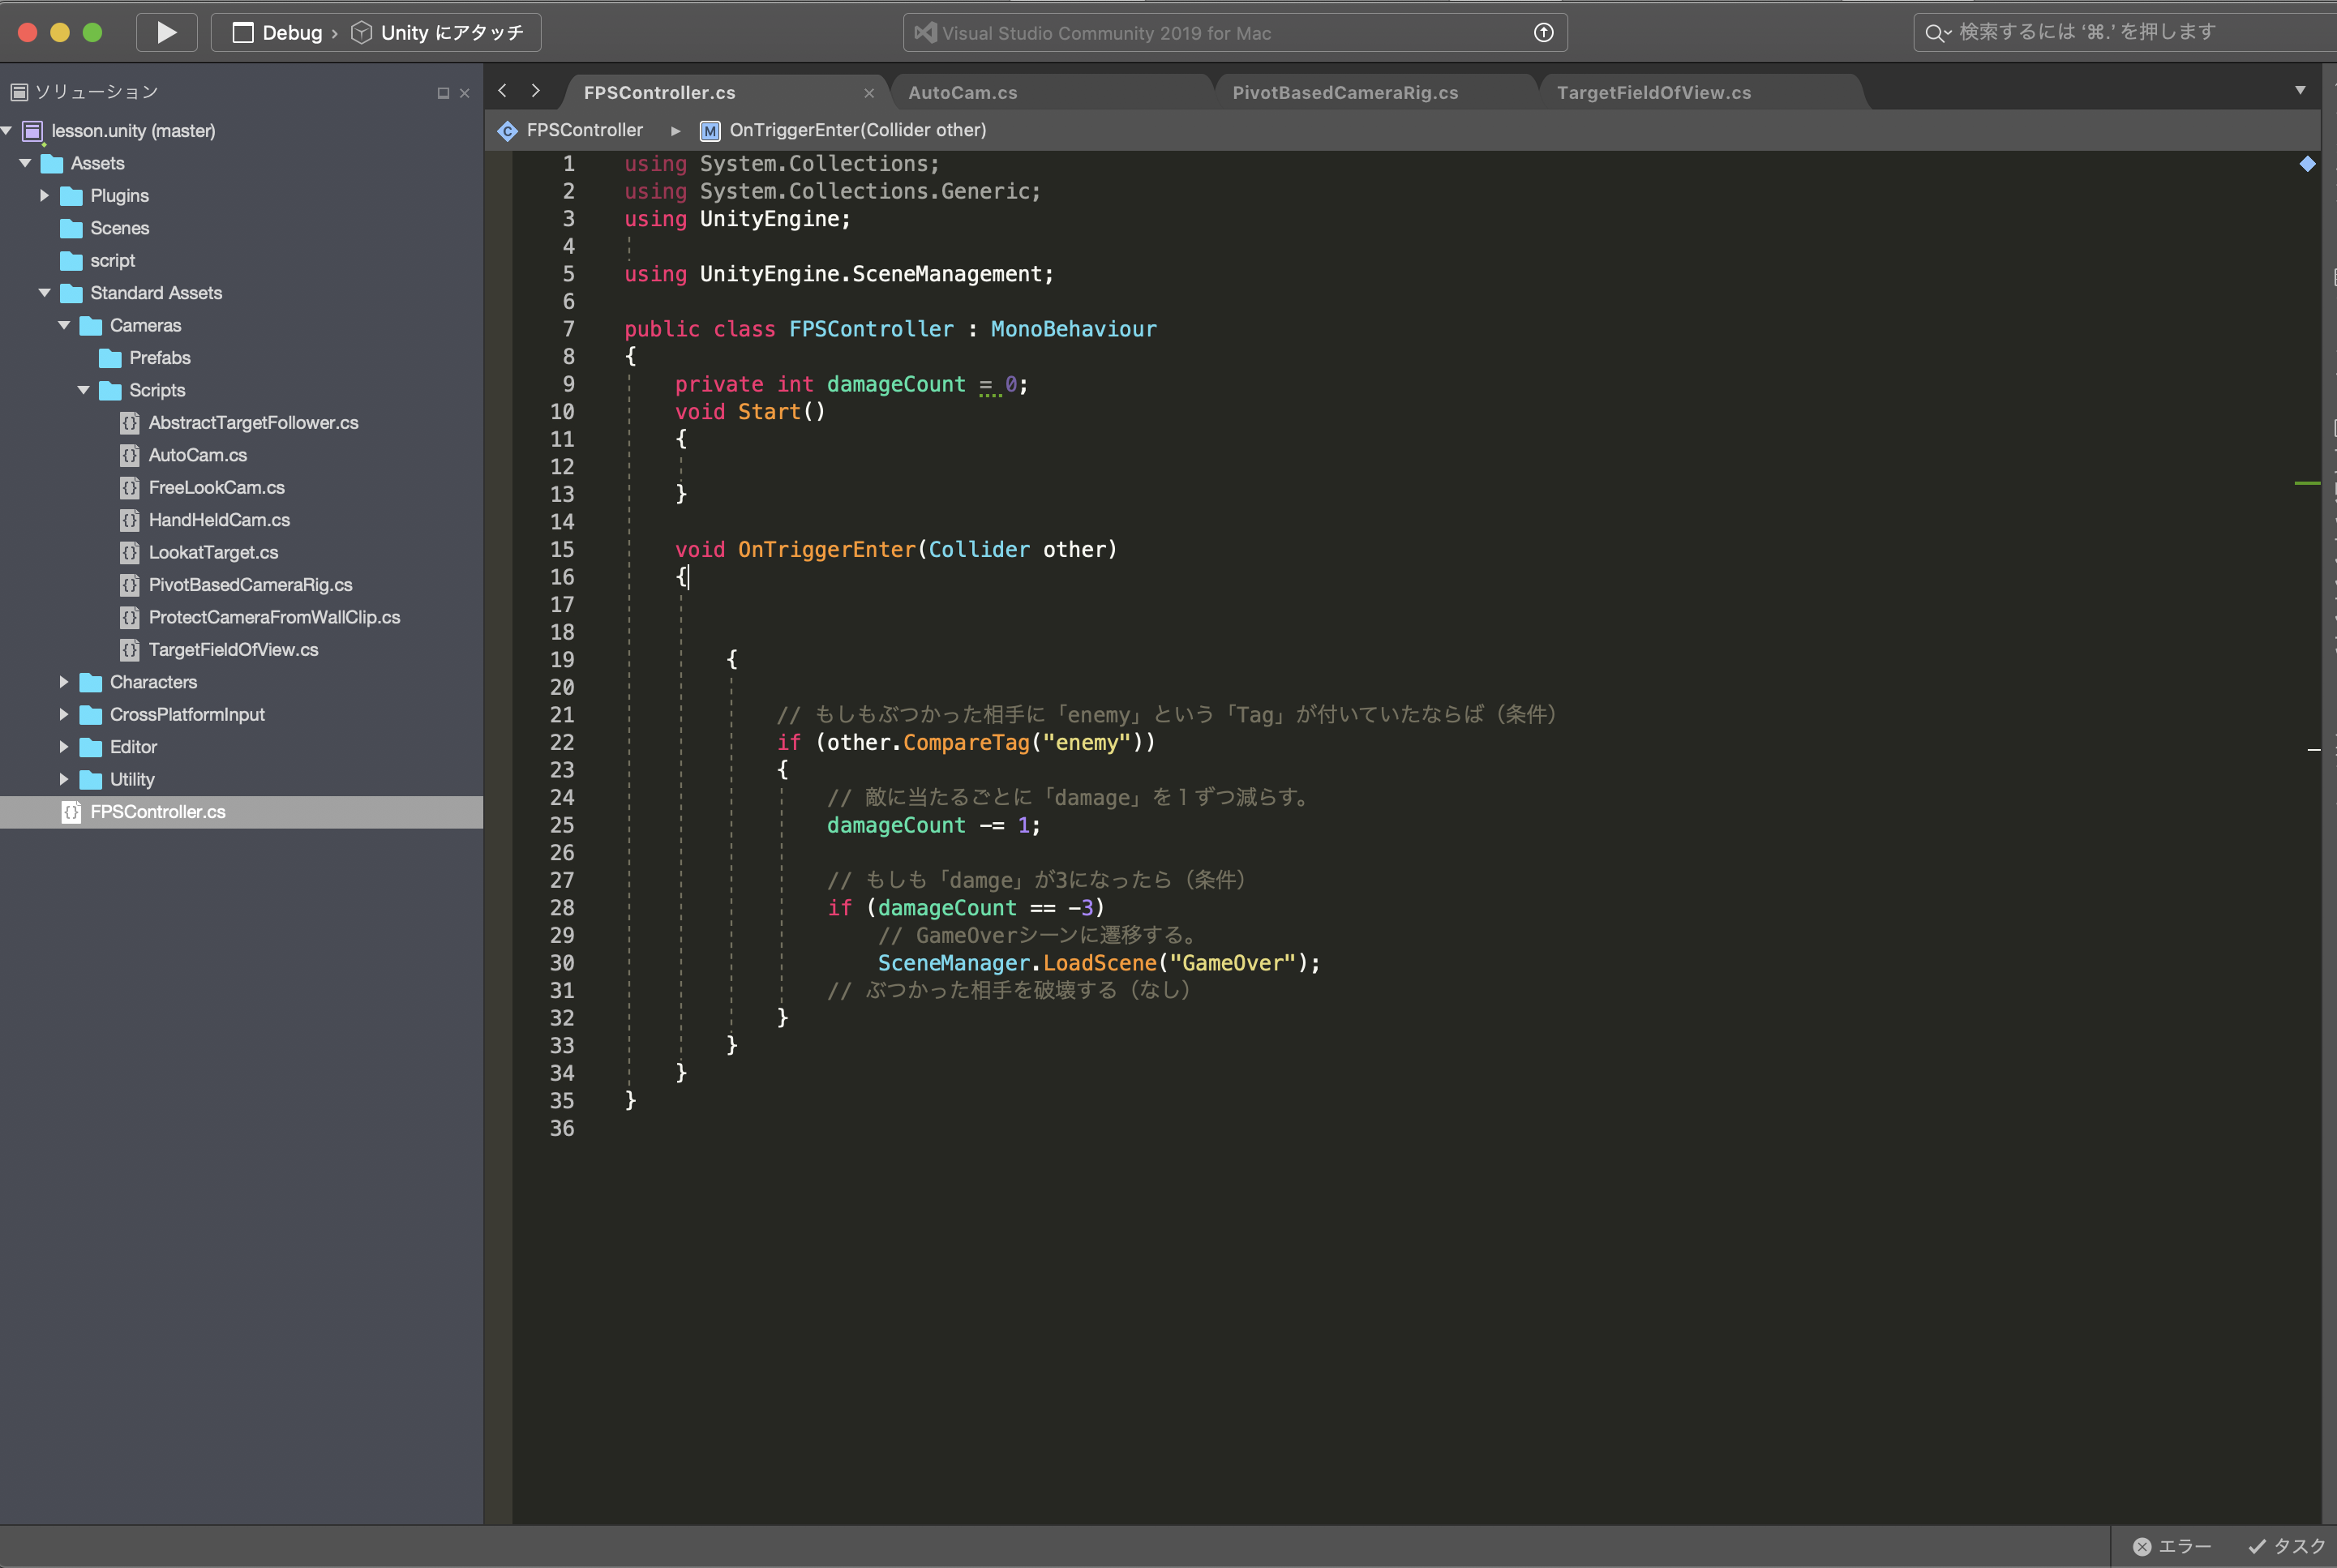 Debug › Unity にアタッチ
Visual Studio Community 2019 for Mac
検索するには ‘⌘.’ を押します
ソリューション
lesson.unity (master)
Assets
Plugins
Scenes
script
Standard Assets
Cameras
Prefabs
Scripts
AbstractTargetFollower.cs
AutoCam.cs
FreeLookCam.cs
HandHeldCam.cs
LookatTarget.cs
PivotBasedCameraRig.cs
ProtectCameraFromWallClip.cs
TargetFieldOfView.cs
Characters
CrossPlatformInput
Editor
Utility
FPSController.cs
FPSController.cs AutoCam.cs PivotBasedCameraRig.cs TargetFieldOfView.cs
FPSController ▶ M OnTriggerEnter(Collider other)
1 using System.Collections;
2 using System.Collections.Generic;
3 using UnityEngine;
4
5 using UnityEngine.SceneManagement;
6
7 public class FPSController : MonoBehaviour
8 {
9 private int damageCount = 0;
10 void Start()
11 {
12
13 }
14
15 void OnTriggerEnter(Collider other)
16 {
17
18
19 {
20
21 // もしもぶつかった相手に「enemy」という「Tag」が付いていたならば（条件）
22 if (other.CompareTag("enemy"))
23 {
24 // 敵に当たるごとに「damage」を１ずつ減らす。
25 damageCount -= 1;
26
27 // もしも「damge」が3になったら（条件）
28 if (damageCount == -3)
29 // GameOverシーンに遷移する。
30 SceneManager.LoadScene("GameOver");
31 // ぶつかった相手を破壊する（なし）
32 }
33 }
34 }
35 }
36
エラー タスク